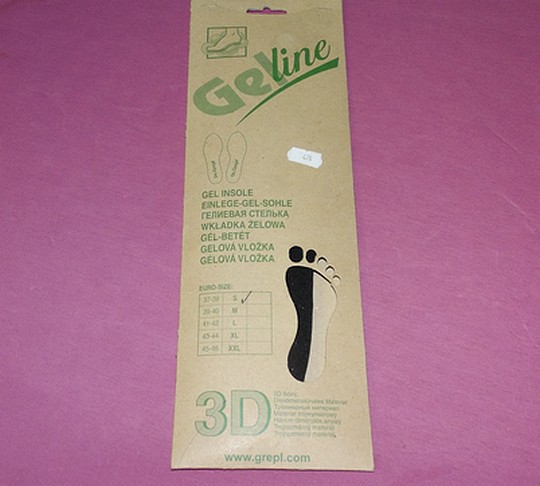 Gel line
GEL INSOLE
EINLEGE-GEL-SOHLE
ГЕЛИЕВАЯ СТЕЛЬКА
WKŁADKA ŻELOWA
GÉL-BETÉT
GELOVÁ VLOŽKA
GÉLOVÁ VLOŽKA
EURO-SIZE:
37-38 S
39-40 M
41-42 L
43-44 XL
45-46 XXL
3D
www.grepl.com